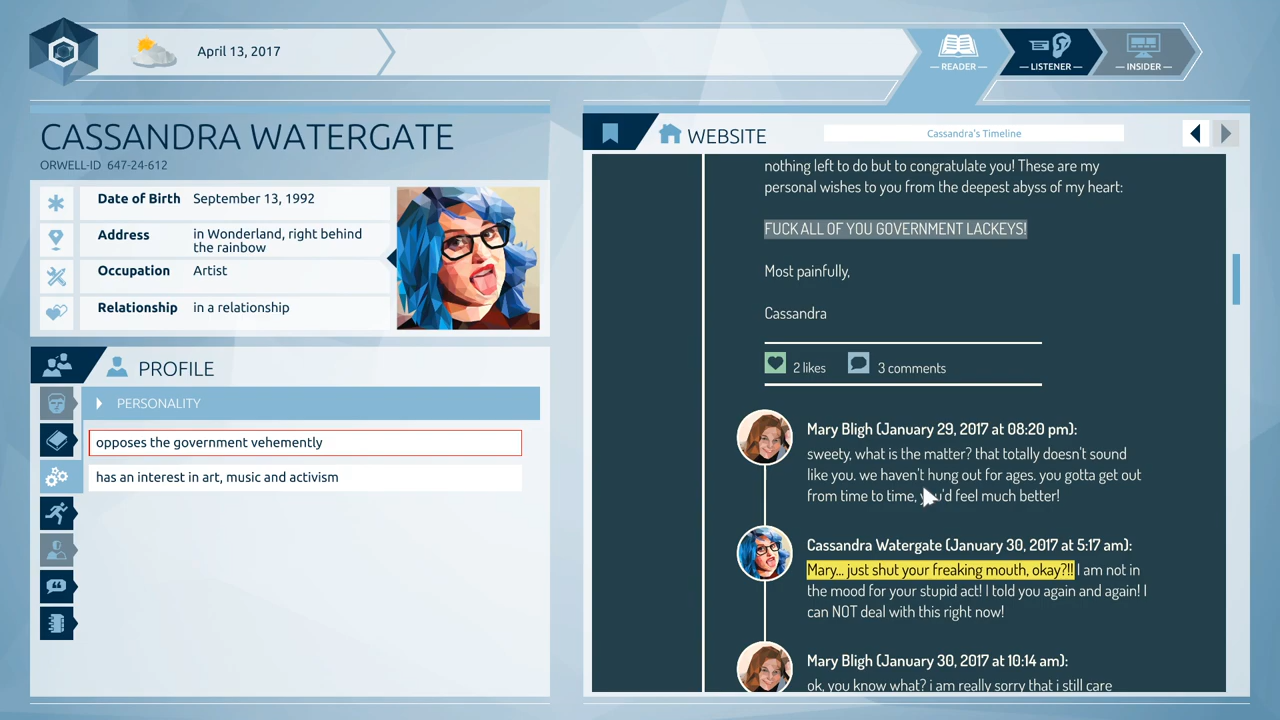 April 13, 2017
— READER —
— LISTENER —
— INSIDER —
CASSANDRA WATERGATE
ORWELL-ID 647-24-612
Date of Birth September 13, 1992
Address in Wonderland, right behind
the rainbow
Occupation Artist
Relationship in a relationship
PROFILE
PERSONALITY
opposes the government vehemently
has an interest in art, music and activism
WEBSITE
Cassandra's Timeline
nothing left to do but to congratulate you! These are my
personal wishes to you from the deepest abyss of my heart:
FUCK ALL OF YOU GOVERNMENT LACKEYS!
Most painfully,
Cassandra
2 likes 3 comments
Mary Bligh (January 29, 2017 at 08:20 pm):
sweety, what is the matter? that totally doesn't sound
like you. we haven't hung out for ages. you gotta get out
from time to time, you'd feel much better!
Cassandra Watergate (January 30, 2017 at 5:17 am):
Mary... just shut your freaking mouth, okay?!! I am not in
the mood for your stupid act! I told you again and again! I
can NOT deal with this right now!
Mary Bligh (January 30, 2017 at 10:14 am):
ok, you know what? i am really sorry that i still care